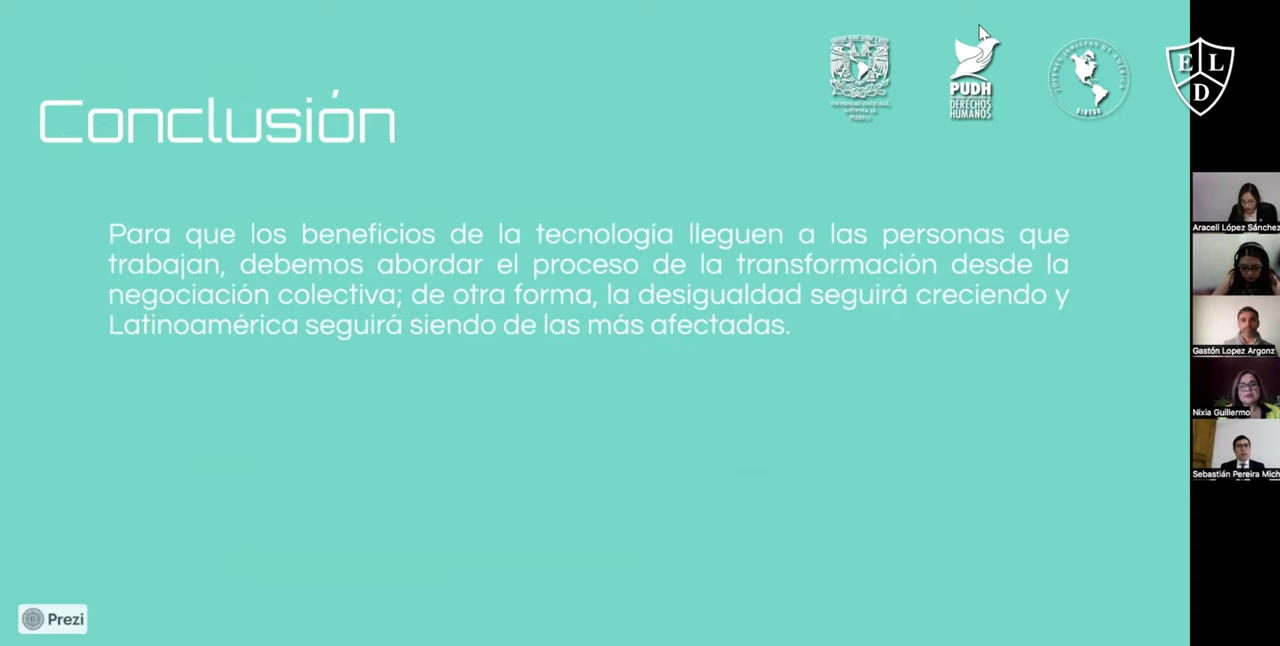 Conclusión
Para que los beneficios de la tecnología lleguen a las personas que
trabajan, debemos abordar el proceso de la transformación desde la
negociación colectiva; de otra forma, la desigualdad seguirá creciendo y
Latinoamérica seguirá siendo de las más afectadas.
PUDH
DERECHOS
HUMANOS
E L
D
Araceli López Sánchez
Gastón Lopez Argonz
Nixia Guillermo
Sebastián Pereira Mich
Prezi